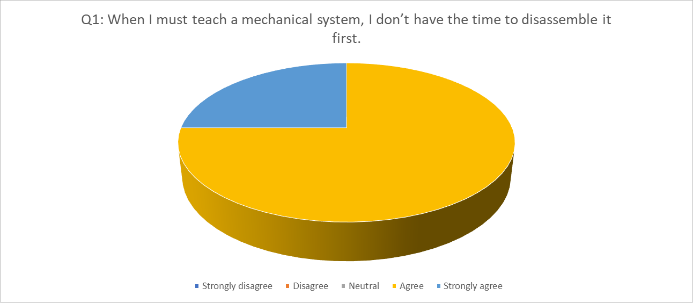 Q1: When I must teach a mechanical system, I don’t have the time to disassemble it
first.
Strongly disagree Disagree Neutral Agree Strongly agree